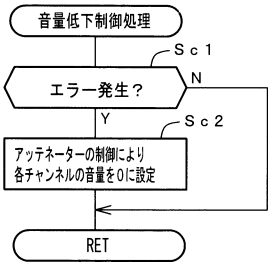 音量低下制御処理
Sc1
エラー発生？
N
Y
Sc2
アッテネーターの制御により
各チャンネルの音量を0に設定
RET